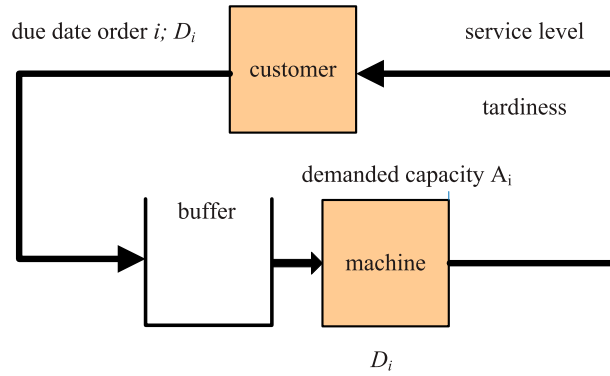 due date order i; Dᵢ
service level
customer
tardiness
demanded capacity Aᵢ
buffer
machine
Dᵢ